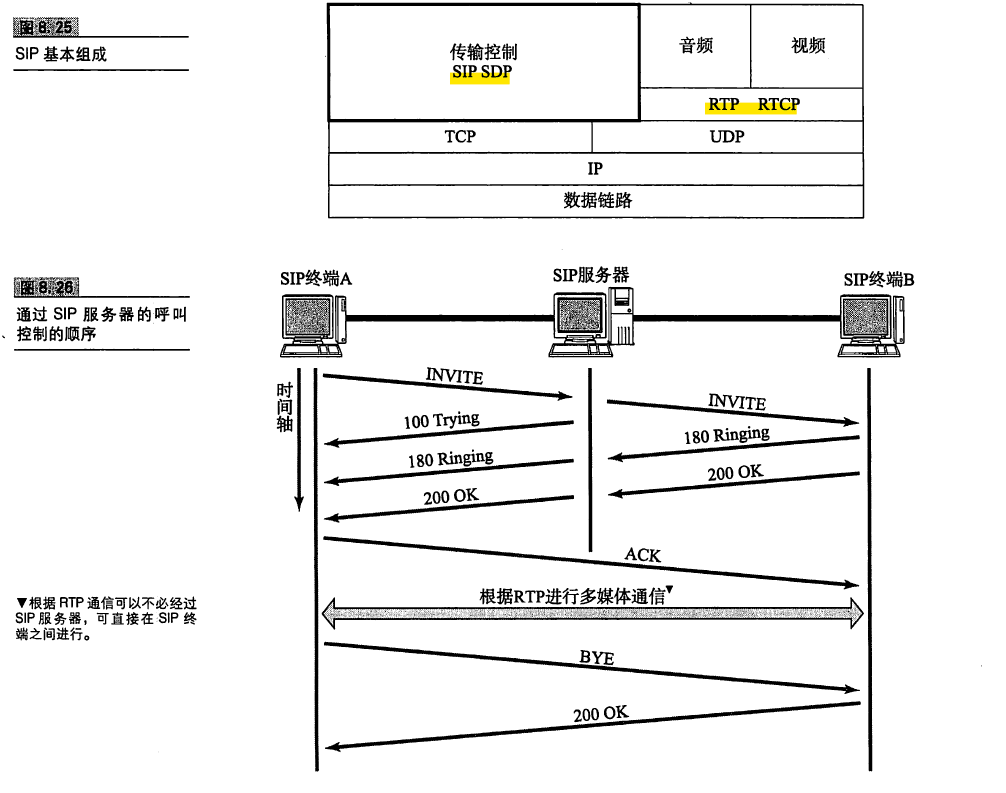 图 8.25
SIP 基本组成
传输控制
SIP SDP
音频
视频
RTP RTCP
TCP
UDP
IP
数据链路
图 8.26
通过 SIP 服务器的呼叫
控制的顺序
SIP终端A
SIP服务器
SIP终端B
时间轴
INVITE
INVITE
100 Trying
180 Ringing
180 Ringing
200 OK
200 OK
ACK
▼根据 RTP 通信可以不必经过
SIP 服务器，可直接在 SIP 终
端之间进行。
根据RTP进行多媒体通信▼
BYE
200 OK